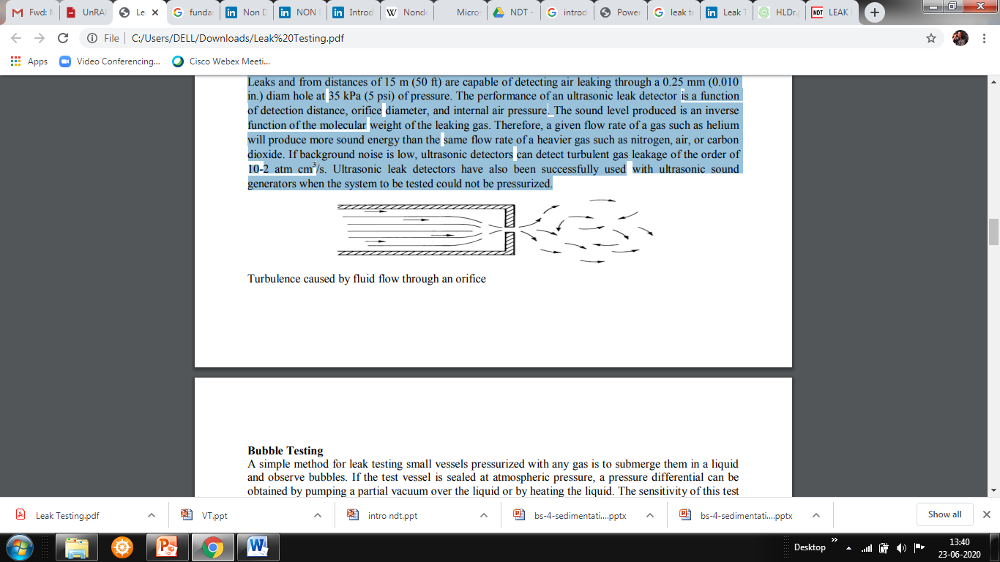 Fwd: M
UnRAR
Le
funda
Non D
NON
Introd
Nonde
Micros
NDT -
introd
Power
leak te
Leak T
HLDr.
NDT LEAK
File | C:/Users/DELL/Downloads/Leak%20Testing.pdf
Apps Video Conferencing... Cisco Webex Meeti...
Leaks and from distances of 15 m (50 ft) are capable of detecting air leaking through a 0.25 mm (0.010
in.) diam hole at 35 kPa (5 psi) of pressure. The performance of an ultrasonic leak detector is a function
of detection distance, orifice diameter, and internal air pressure. The sound level produced is an inverse
function of the molecular weight of the leaking gas. Therefore, a given flow rate of a gas such as helium
will produce more sound energy than the same flow rate of a heavier gas such as nitrogen, air, or carbon
dioxide. If background noise is low, ultrasonic detectors can detect turbulent gas leakage of the order of
10-2 atm cm³/s. Ultrasonic leak detectors have also been successfully used with ultrasonic sound
generators when the system to be tested could not be pressurized.
Turbulence caused by fluid flow through an orifice
Bubble Testing
A simple method for leak testing small vessels pressurized with any gas is to submerge them in a liquid
and observe bubbles. If the test vessel is sealed at atmospheric pressure, a pressure differential can be
obtained by pumping a partial vacuum over the liquid or by heating the liquid. The sensitivity of this test
Leak Testing.pdf
VT.ppt
intro ndt.ppt
bs-4-sedimentati....pptx
bs-4-sedimentati....pptx
Show all
Desktop
13:40
23-06-2020